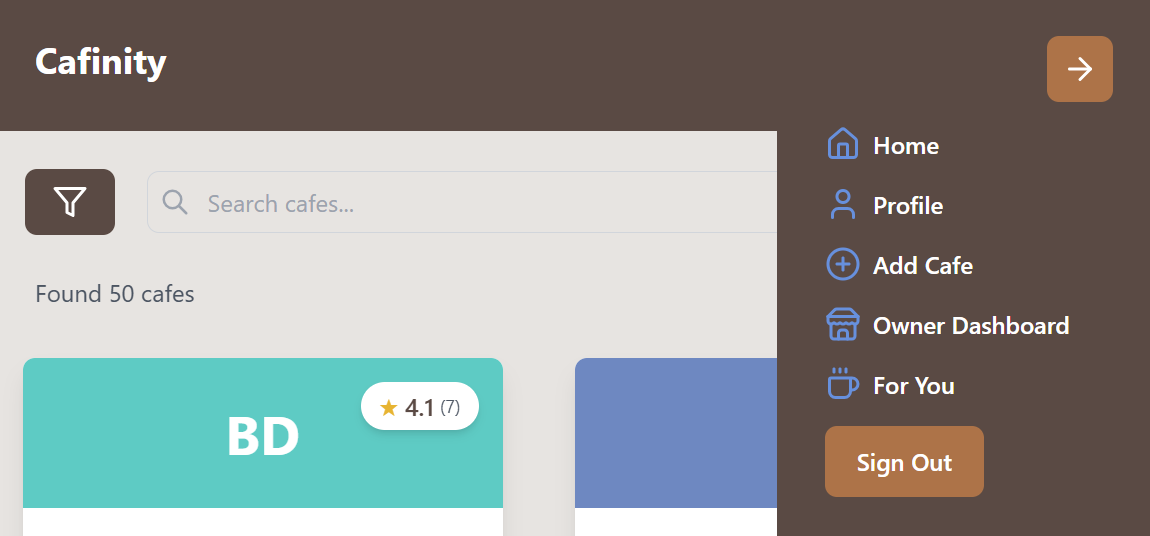 Cafinity
Home
Profile
Add Cafe
Owner Dashboard
For You
Sign Out
Search cafes...
Found 50 cafes
BD
★ 4.1 (7)